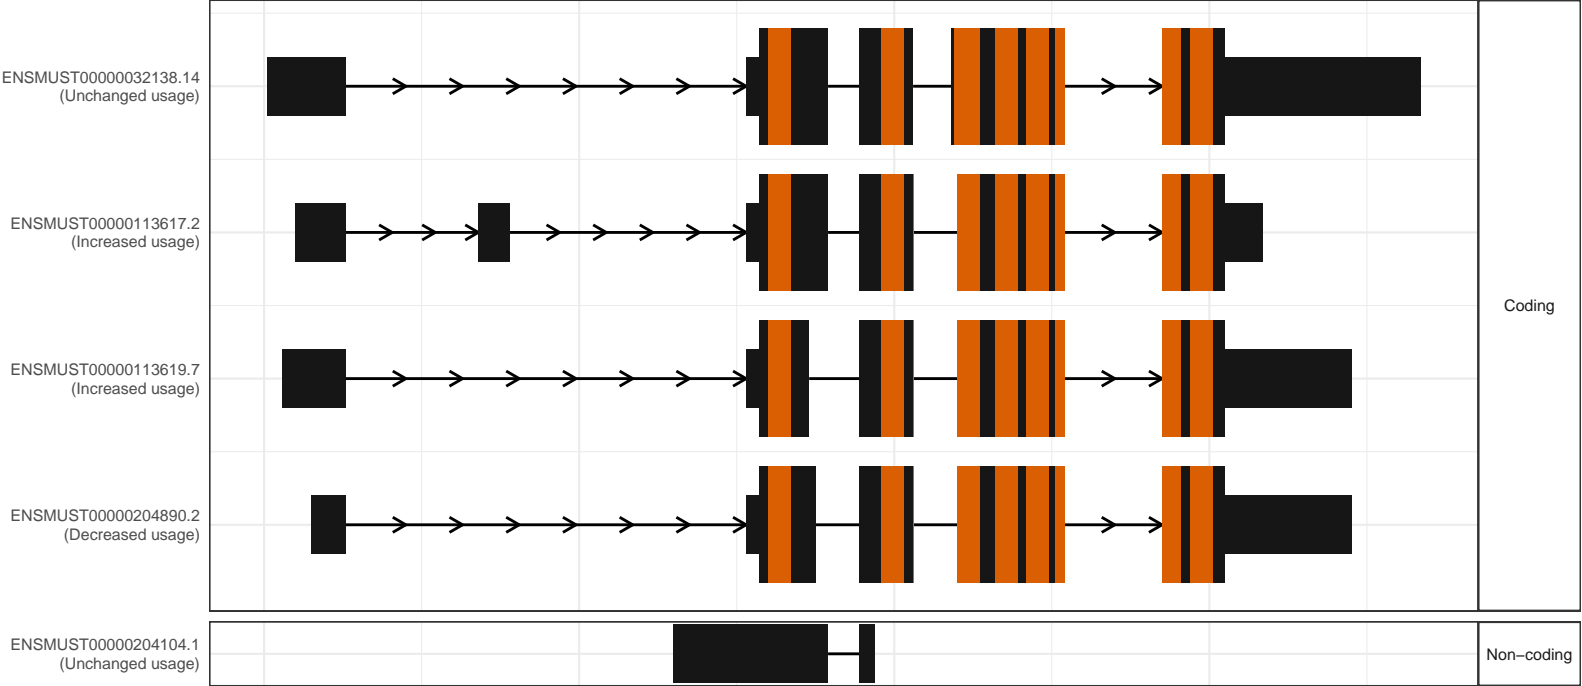 ENSMUST00000032138.14
(Unchanged usage)
ENSMUST00000113617.2
(Increased usage)
Coding
ENSMUST00000113619.7
(Increased usage)
ENSMUST00000204890.2
(Decreased usage)
ENSMUST00000204104.1
(Unchanged usage)
Non−coding